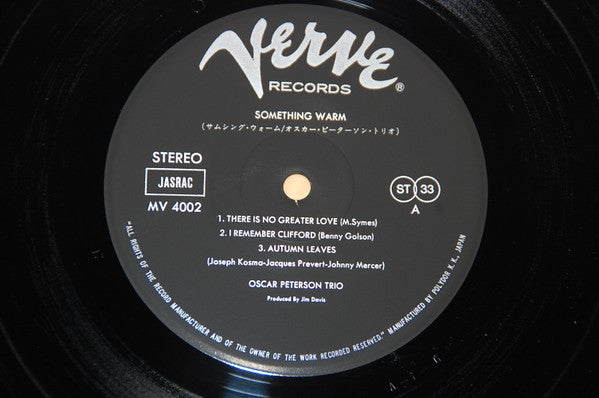 Verve
RECORDS ®
SOMETHING WARM
(サムシング・ウォーム/オスカー・ピーターソン・トリオ)
STEREO
JASRAC
MV 4002
ST 33
A
1. THERE IS NO GREATER LOVE (M.Symes)
2. I REMEMBER CLIFFORD (Benny Golson)
3. AUTUMN LEAVES
(Joseph Kosma-Jacques Prevert-Johnny Mercer)
OSCAR PETERSON TRIO
Produced By Jim Davis
"ALL RIGHTS OF THE RECORD MANUFACTURER AND OF THE OWNER OF THE WORK RECORDED RESERVED." MANUFACTURED BY POLYDOR K. K., JAPAN